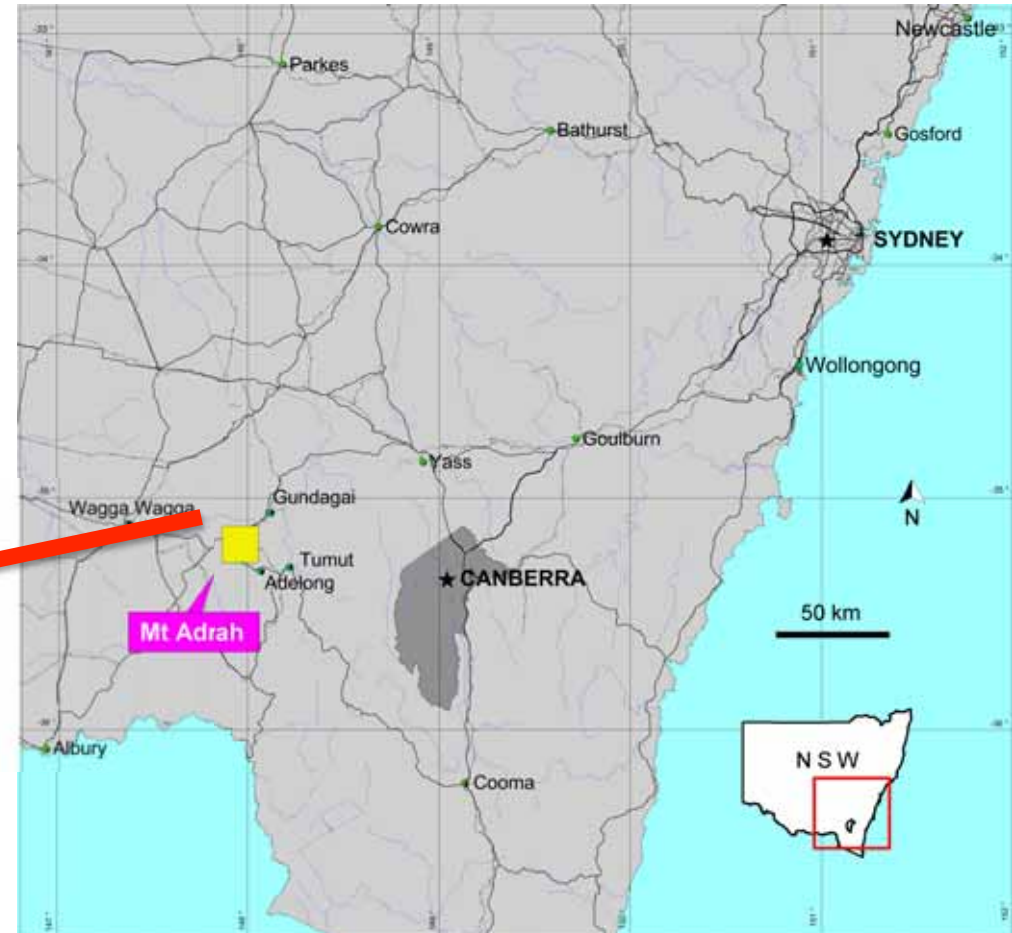 Newcastle
Parkes
Bathurst
Gosford
Cowra
SYDNEY
Wollongong
Goulburn
Yass
Wagga Wagga
Gundagai
N
Tumut
Adelong
CANBERRA
50 km
Mt Adrah
NSW
Albury
Cooma